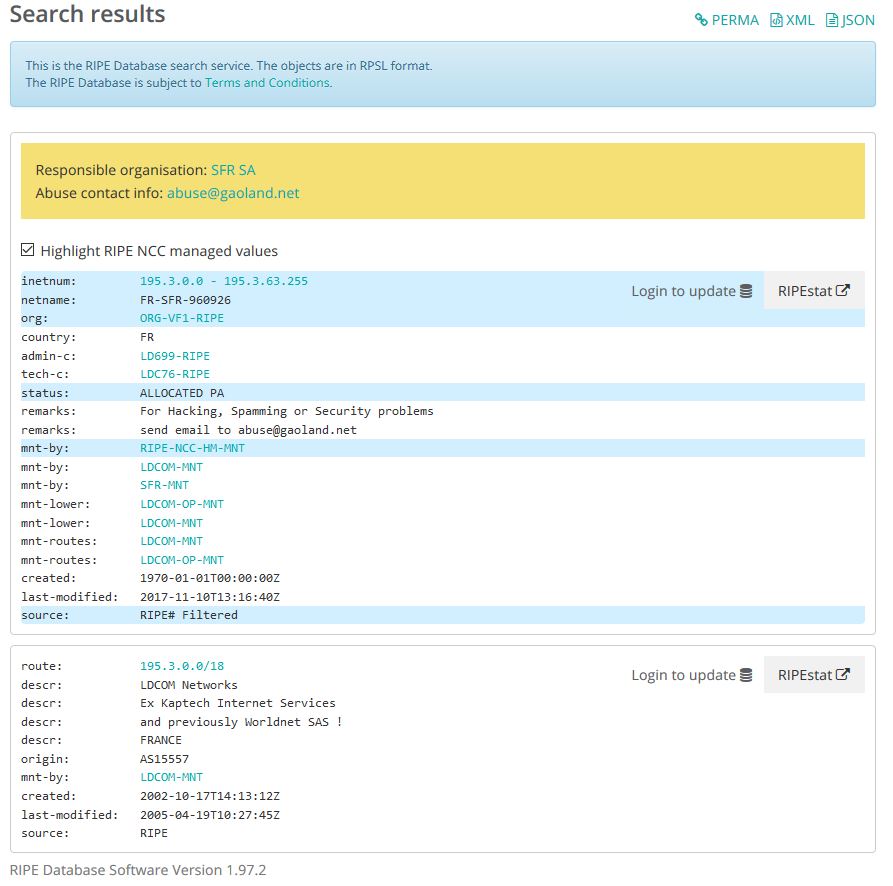 Search results
PERMA XML JSON
This is the RIPE Database search service. The objects are in RPSL format.
The RIPE Database is subject to Terms and Conditions.
Responsible organisation: SFR SA
Abuse contact info: abuse@gaoland.net
Highlight RIPE NCC managed values
Login to update RIPEstat
inetnum: 195.3.0.0 - 195.3.63.255
netname: FR-SFR-960926
org: ORG-VF1-RIPE
country: FR
admin-c: LD699-RIPE
tech-c: LDC76-RIPE
status: ALLOCATED PA
remarks: For Hacking, Spamming or Security problems
remarks: send email to abuse@gaoland.net
mnt-by: RIPE-NCC-HM-MNT
mnt-by: LDCOM-MNT
mnt-by: SFR-MNT
mnt-lower: LDCOM-OP-MNT
mnt-lower: LDCOM-MNT
mnt-routes: LDCOM-MNT
mnt-routes: LDCOM-OP-MNT
created: 1970-01-01T00:00:00Z
last-modified: 2017-11-10T13:16:40Z
source: RIPE# Filtered
Login to update RIPEstat
route: 195.3.0.0/18
descr: LDCOM Networks
descr: Ex Kaptech Internet Services
descr: and previously Worldnet SAS !
descr: FRANCE
origin: AS15557
mnt-by: LDCOM-MNT
created: 2002-10-17T14:13:12Z
last-modified: 2005-04-19T10:27:45Z
source: RIPE
RIPE Database Software Version 1.97.2